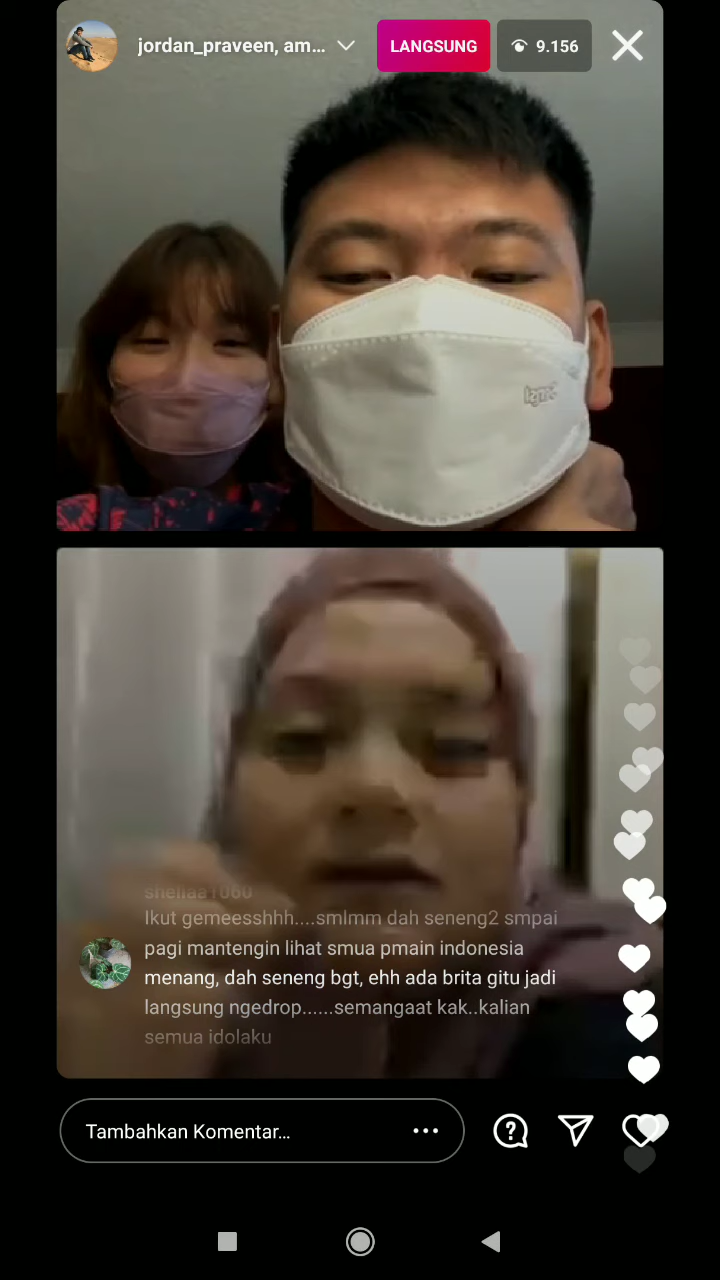 jordan_praveen, am...
LANGSUNG
9.156
shellaa1060
Ikut gemeesshhh....smlmm dah seneng2 smpai
pagi mantengin lihat smua pmain indonesia
menang, dah seneng bgt, ehh ada brita gitu jadi
langsung ngedrop......semangaat kak..kalian
semua idolaku
Tambahkan Komentar...